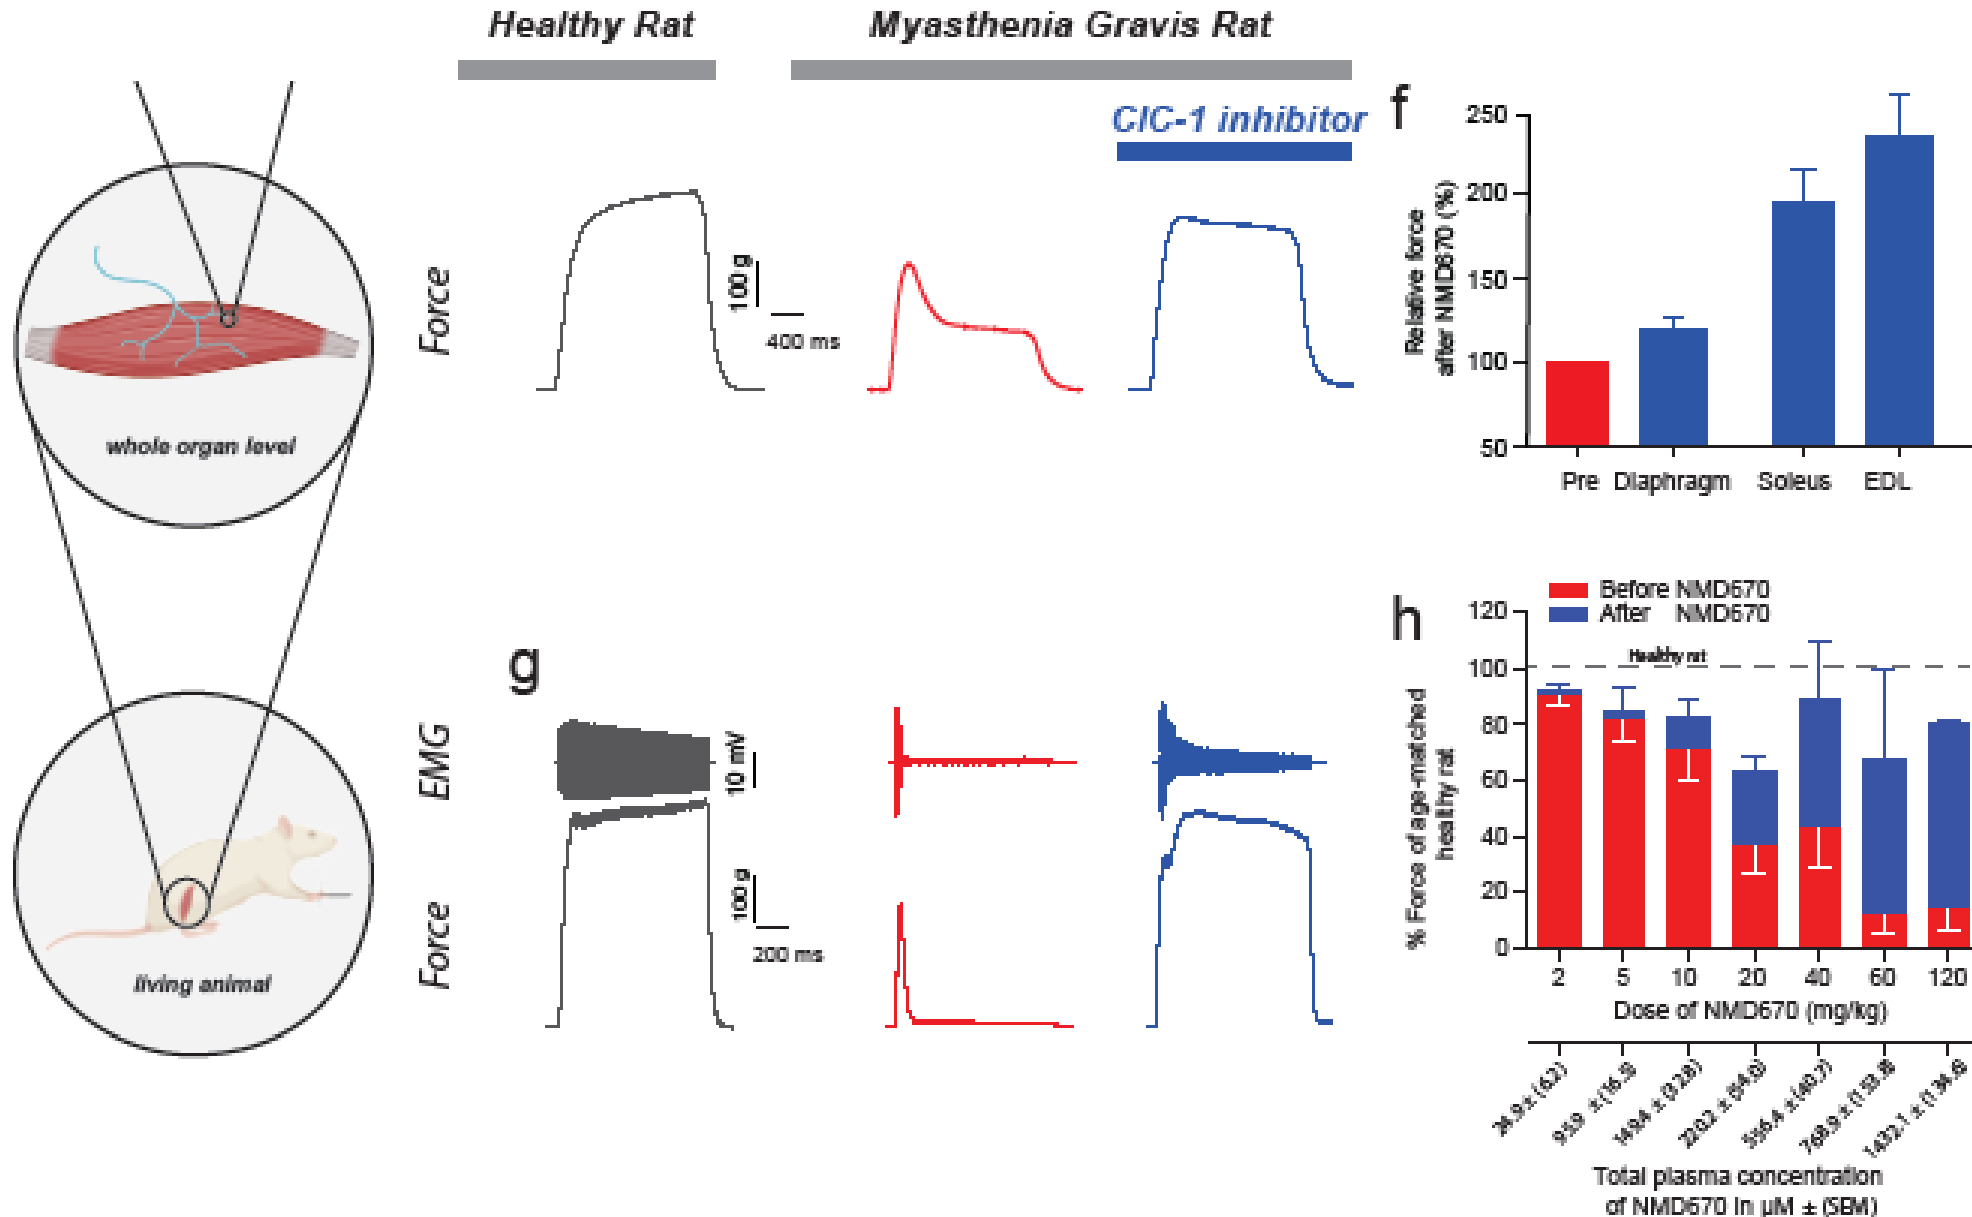 Healthy Rat
Myasthenia Gravis Rat
ClC-1 inhibitor
whole organ level
Force
100 g
400 ms
f
Relative force
after NMD670 (%)
250
200
150
100
50
Pre Diaphragm Soleus EDL
living animal
g
EMG
10 mV
Force
100 g
200 ms
h
Before NMD670
After NMD670
Healthy rat
% Force of age-matched
healthy rat
120
100
80
60
40
20
0
2 5 10 20 40 60 120
Dose of NMD670 (mg/kg)
Total plasma concentration
of NMD670 in µM ± (SEM)